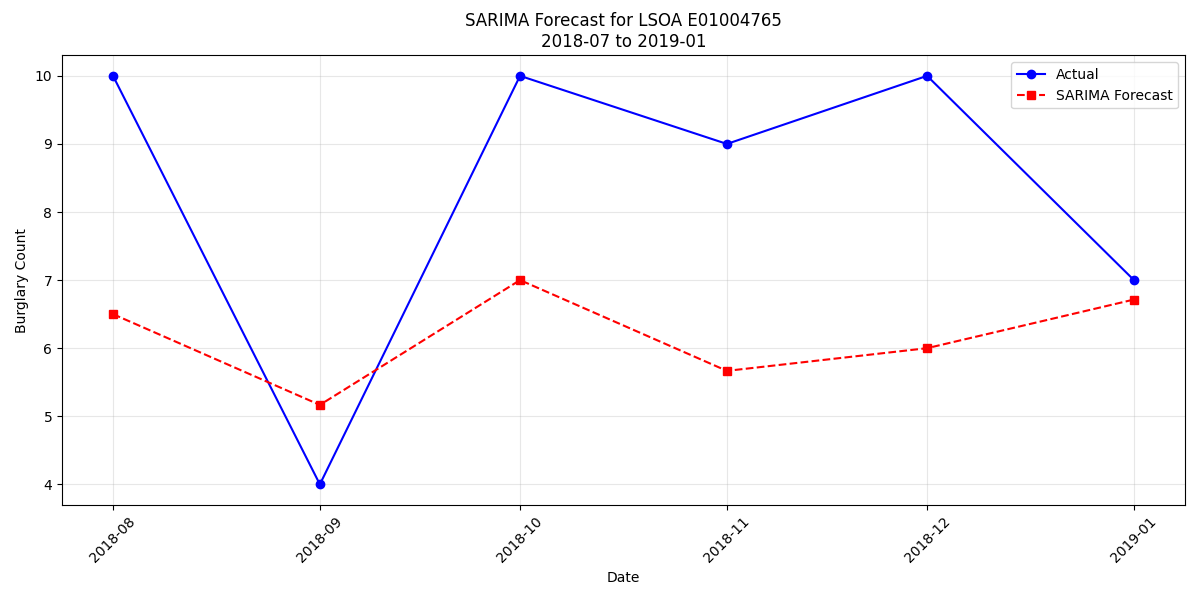 SARIMA Forecast for LSOA E01004765
2018-07 to 2019-01
Actual
SARIMA Forecast
Burglary Count
10
9
8
7
6
5
4
2018-08
2018-09
2018-10
2018-11
2018-12
2019-01
Date